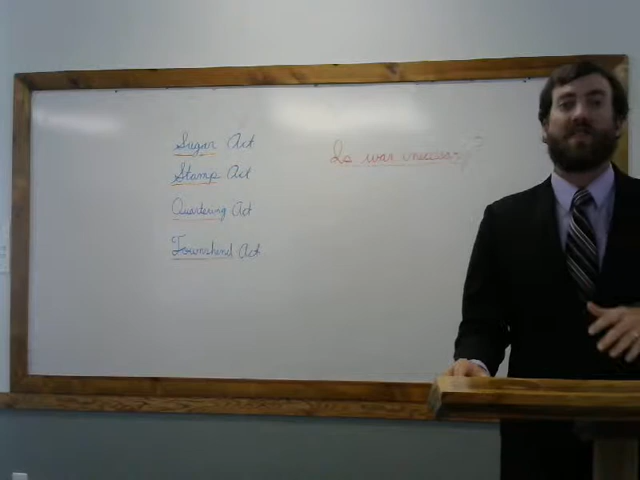 Sugar Act
Stamp Act
Quartering Act
Townshend Act
Is war